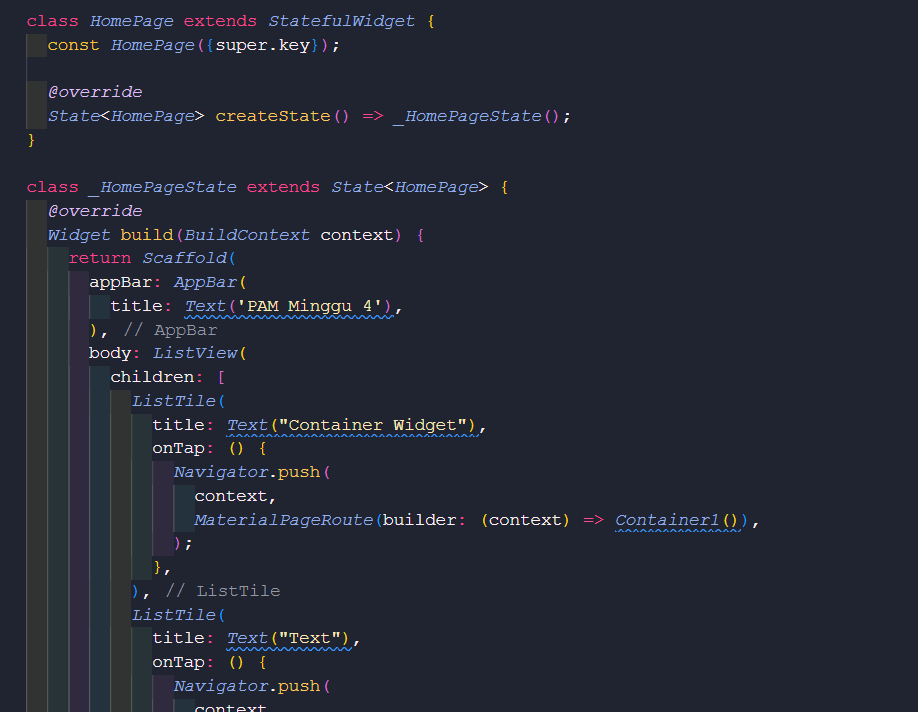 class HomePage extends StatefulWidget {
const HomePage({super.key});
@override
State<HomePage> createState() => _HomePageState();
}
class _HomePageState extends State<HomePage> {
@override
Widget build(BuildContext context) {
return Scaffold(
appBar: AppBar(
title: Text('PAM Minggu 4'),
), // AppBar
body: ListView(
children: [
ListTile(
title: Text("Container Widget"),
onTap: () {
Navigator.push(
context,
MaterialPageRoute(builder: (context) => Container1()),
);
},
), // ListTile
ListTile(
title: Text("Text"),
onTap: () {
Navigator.push(
context